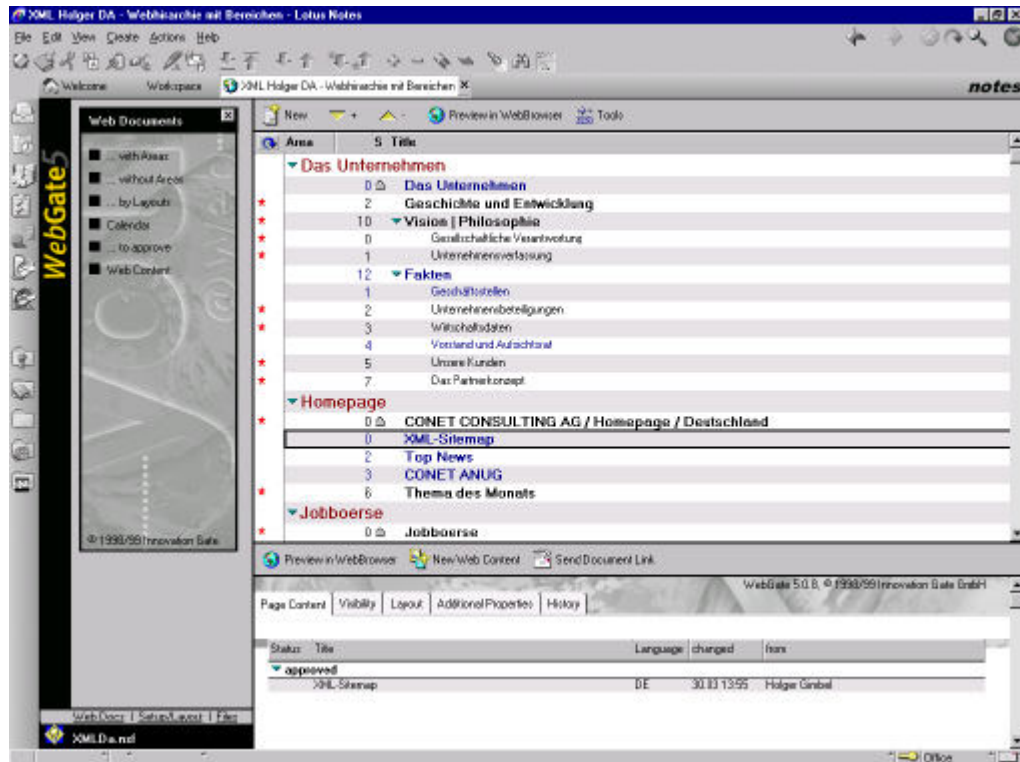 XML Holger DA - Webhirarchie mit Bereichen - Lotus Notes
File Edit View Create Actions Help
Welcome Workspace XML Holger DA - Webhirarchie mit Bereichen notes
Web Documents
WebGate5
... with Areas
... without Areas
... by Layouts
Calendar
... to approve
Web Content
© 1998/99 Innovation Gate
New + - Preview in WebBrowser Tools
Area S Title
Das Unternehmen
0 Das Unternehmen
* 2 Geschichte und Entwicklung
* 10 Vision | Philosophie
* 0 Gesellschaftliche Verantwortung
* 1 Unternehmensverfassung
12 Fakten
1 Geschäftsstellen
* 2 Unternehmensbeteiligungen
* 3 Wirtschaftsdaten
4 Vorstand und Aufsichtsrat
* 5 Unsere Kunden
* 7 Das Partnerkonzept
Homepage
* 0 CONET CONSULTING AG / Homepage / Deutschland
0 XML-Sitemap
2 Top News
3 CONET ANUG
* 6 Thema des Monats
Jobboerse
* 0 Jobboerse
Preview in WebBrowser New Web Content Send Document Link
WebGate 5.0.8, © 1998/99 Innovation Gate GmbH
Page Content Visibility Layout Additional Properties History
Status Title Language changed from
approved
XML-Sitemap DE 30.03 13:55 Holger Gimbel
Web Docs | Setup/Layout | Files
XMLDa.nsf
Office